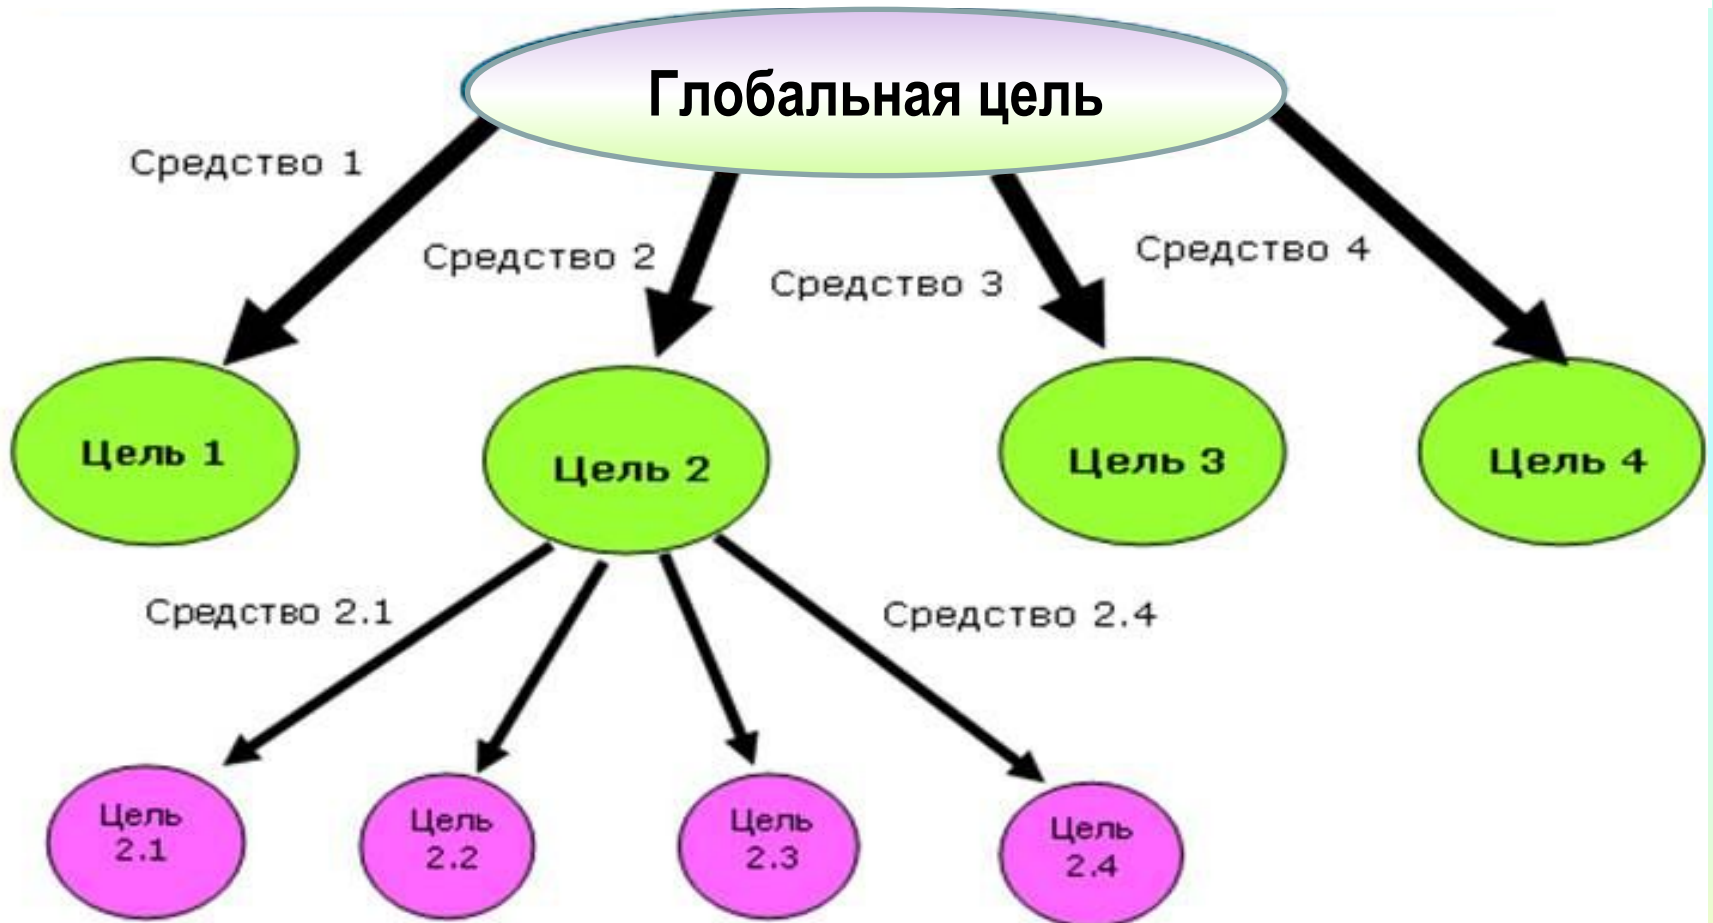 Глобальная цель
Средство 1
Средство 2
Средство 3
Средство 4
Цель 1
Цель 2
Цель 3
Цель 4
Средство 2.1
Средство 2.4
Цель
2.1
Цель
2.2
Цель
2.3
Цель
2.4